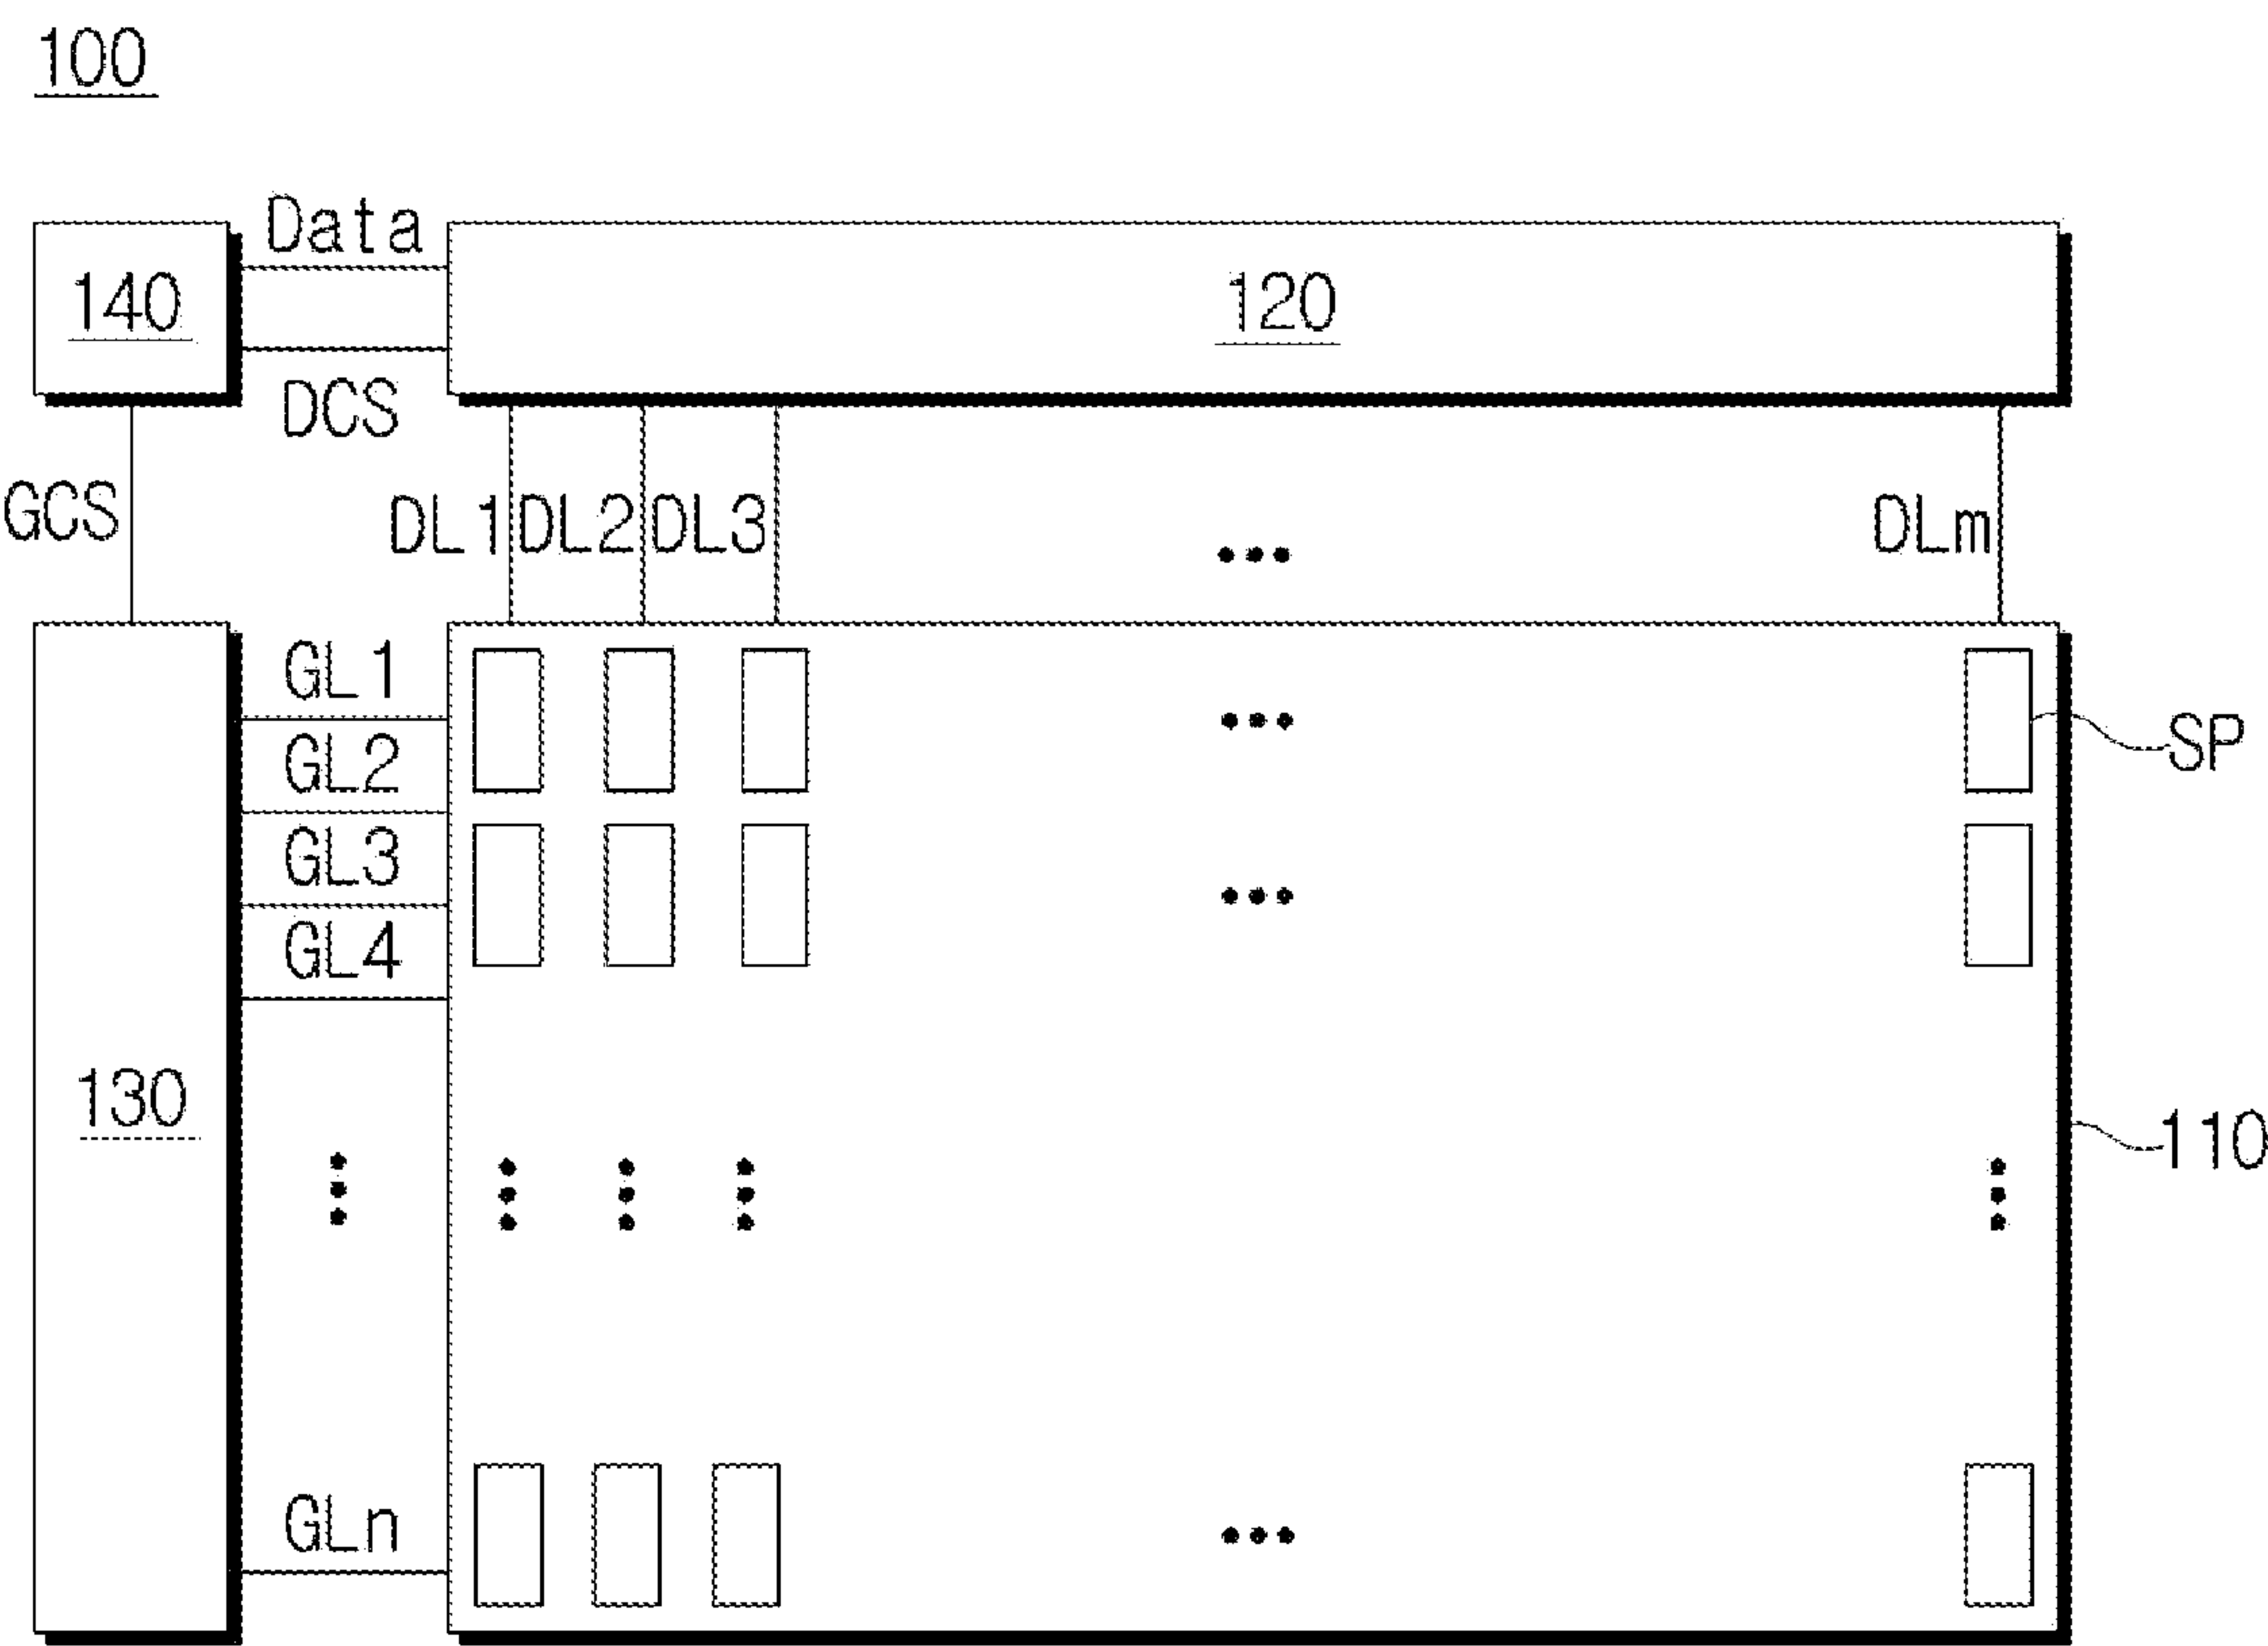 100
Data
140
120
DCS
GCS
DL1 DL2 DL3 ••• DLm
GL1
GL2
SP
GL3
GL4
130
110
GLn